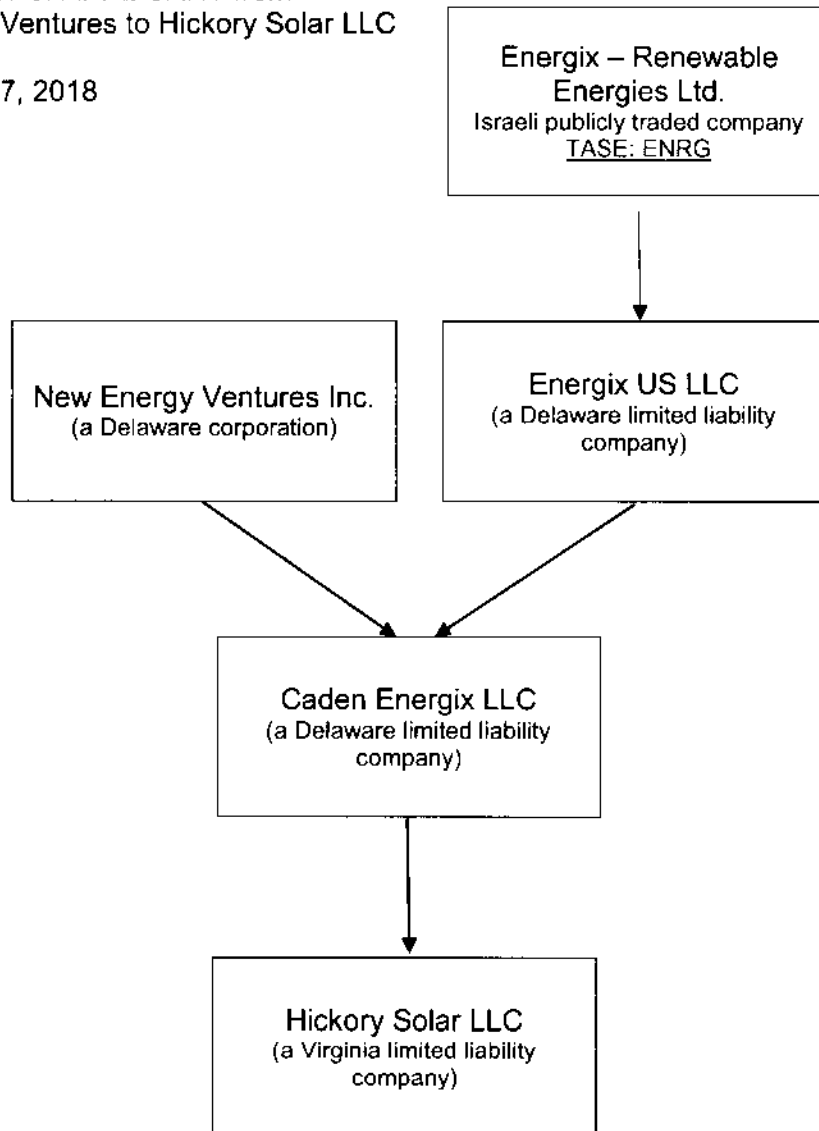 Ventures to Hickory Solar LLC
7, 2018
Energix – Renewable
Energies Ltd.
Israeli publicly traded company
TASE: ENRG
New Energy Ventures Inc.
(a Delaware corporation)
Energix US LLC
(a Delaware limited liability
company)
Caden Energix LLC
(a Delaware limited liability
company)
Hickory Solar LLC
(a Virginia limited liability
company)